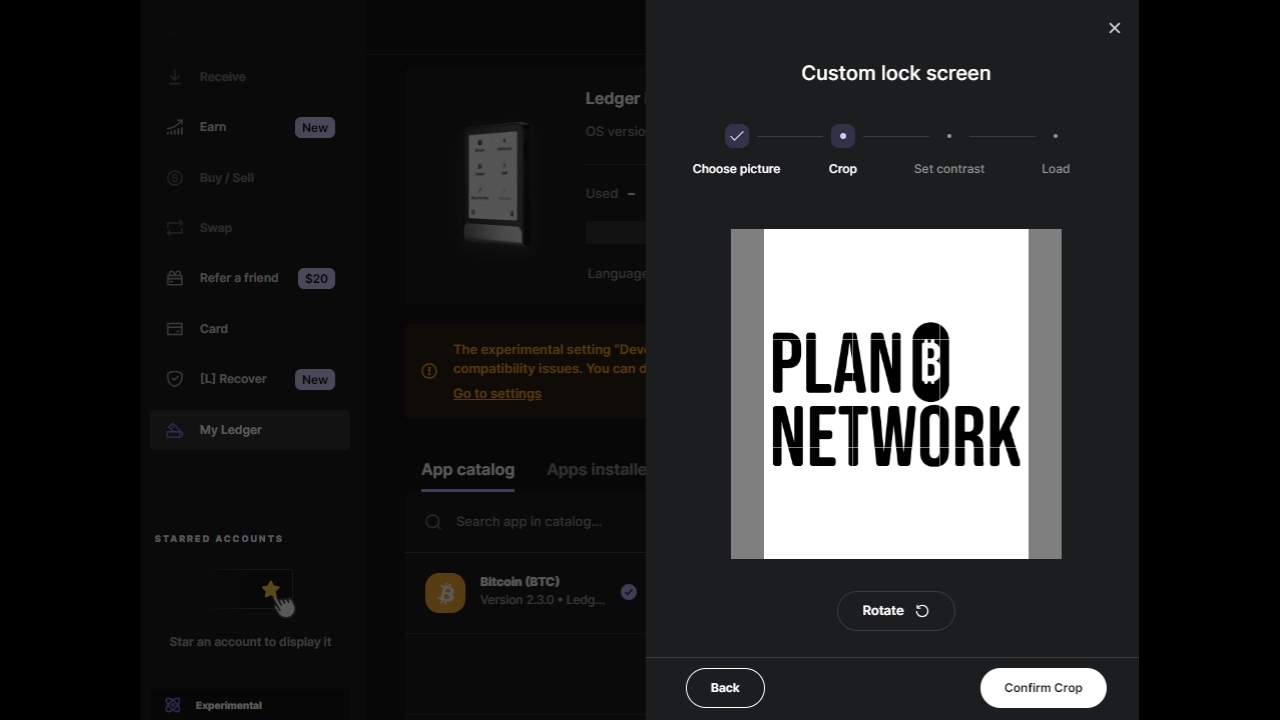 Receive
Earn New
Buy / Sell
Swap
Refer a friend $20
Card
[L] Recover New
My Ledger
STARRED ACCOUNTS
Star an account to display it
Experimental
Ledger
OS versio
Used –
Language
The experimental setting "Deve
compatibility issues. You can d
Go to settings
App catalog Apps installe
Search app in catalog...
Bitcoin (BTC)
Version 2.3.0 • Ledg...
Custom lock screen
Choose picture Crop Set contrast Load
PLAN ₿
NETWORK
Rotate
Back Confirm Crop